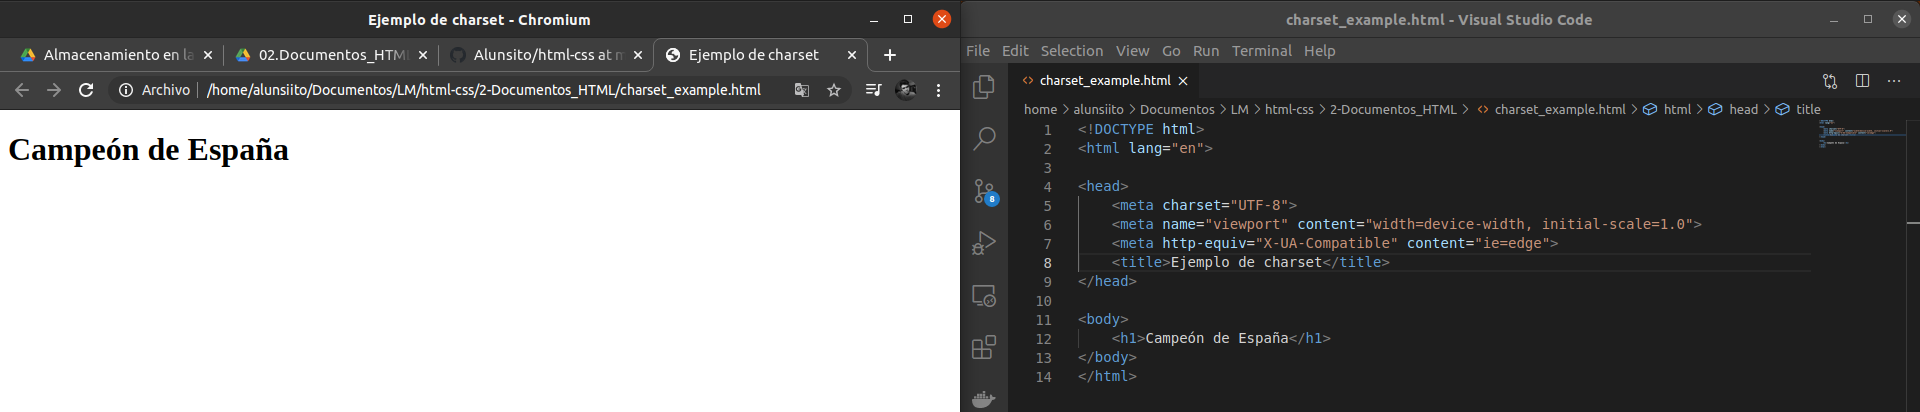 Ejemplo de charset - Chromium
Almacenamiento en la
02.Documentos_HTML
Alunsito/html-css at m
Ejemplo de charset
Archivo
/home/alunsiito/Documentos/LM/html-css/2-Documentos_HTML/charset_example.html
Campeón de España
charset_example.html - Visual Studio Code
File Edit Selection View Go Run Terminal Help
charset_example.html
home > alunsiito > Documentos > LM > html-css > 2-Documentos_HTML > <> charset_example.html > html > head > title
8
1 <!DOCTYPE html>
2 <html lang="en">
3
4 <head>
5 <meta charset="UTF-8">
6 <meta name="viewport" content="width=device-width, initial-scale=1.0">
7 <meta http-equiv="X-UA-Compatible" content="ie=edge">
8 <title>Ejemplo de charset</title>
9 </head>
10
11 <body>
12 <h1>Campeón de España</h1>
13 </body>
14 </html>